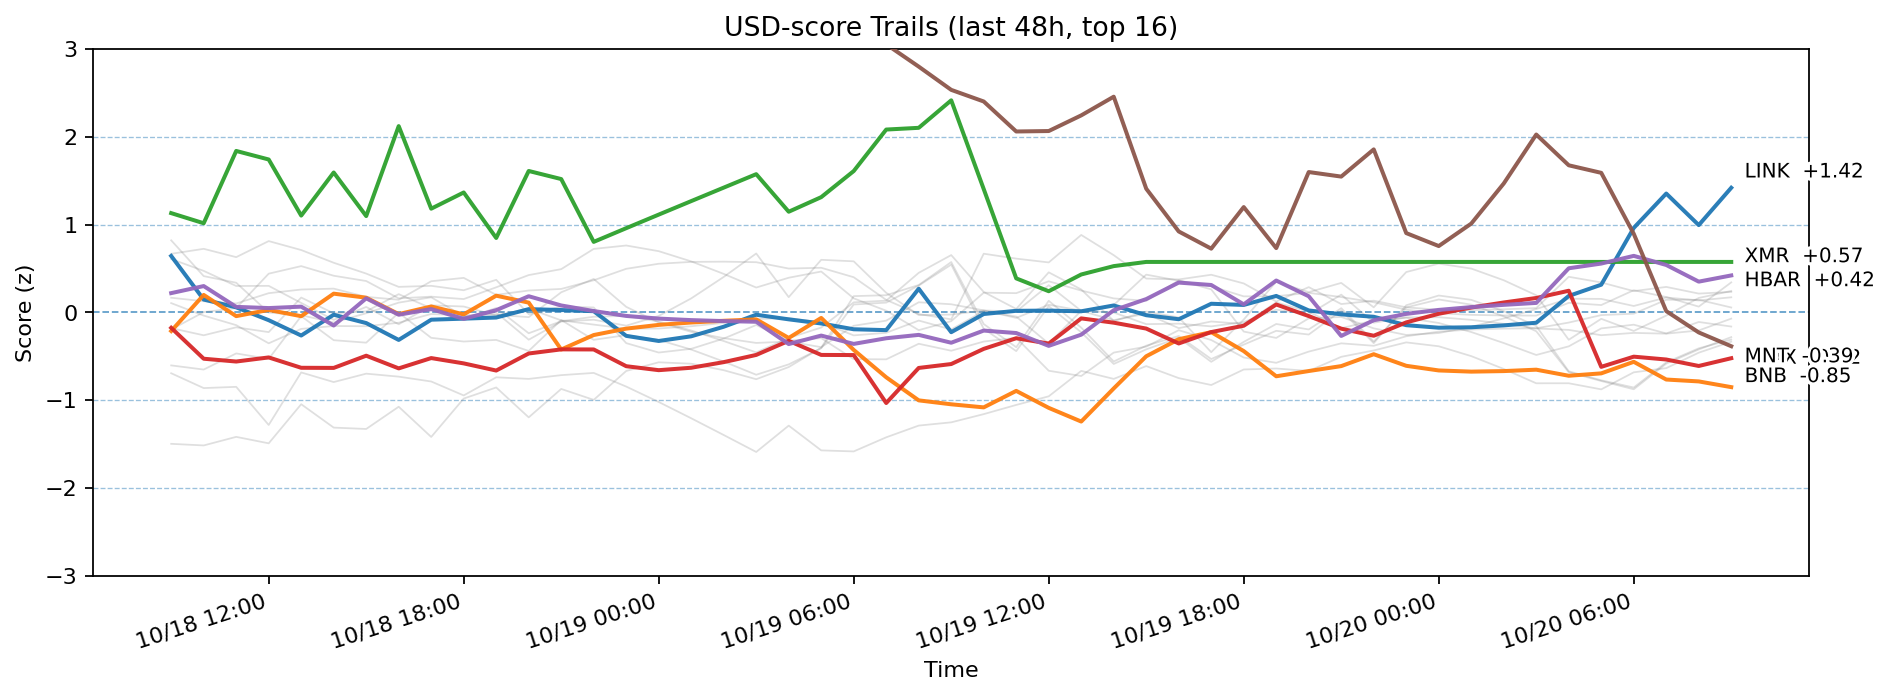 USD-score Trails (last 48h, top 16)
Score (z)
3
2
1
0
−1
−2
−3
LINK +1.42
XMR +0.57
HBAR +0.42
-0.39
BNB -0.85
10/18 12:00
10/18 18:00
10/19 00:00
10/19 06:00
10/19 12:00
10/19 18:00
10/20 00:00
10/20 06:00
Time